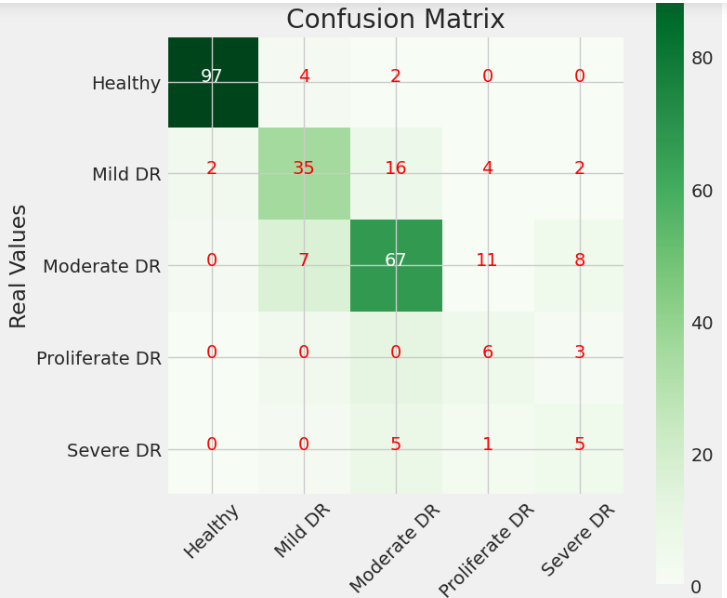 Confusion Matrix
Real Values
Healthy 97 4 2 0 0
Mild DR 2 35 16 4 2
Moderate DR 0 7 67 11 8
Proliferate DR 0 0 0 6 3
Severe DR 0 0 5 1 5
Healthy Mild DR Moderate DR Proliferate DR Severe DR
80
60
40
20
0